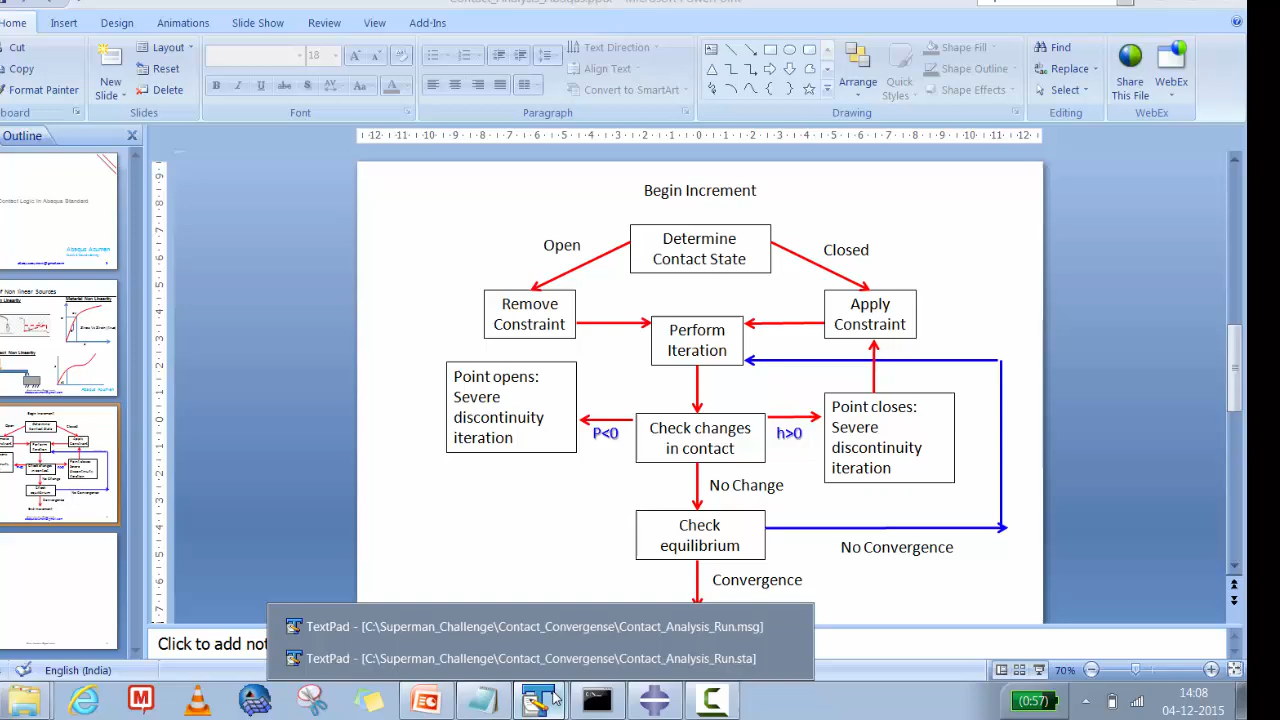 Home Insert Design Animations Slide Show Review View Add-Ins
Cut
Copy
Format Painter
New
Slide
Layout
Reset
Delete
Slides
18
Font
Paragraph
Text Direction
Align Text
Convert to SmartArt
Arrange
Quick
Styles
Shape Fill
Shape Outline
Shape Effects
Drawing
Find
Replace
Select
Editing
Share
This File
WebEx
WebEx
Outline
Begin Increment
Determine
Contact State
Open
Closed
Remove
Constraint
Apply
Constraint
Perform
Iteration
Point opens:
Severe
discontinuity
iteration
P<0
Check changes
in contact
h>0
Point closes:
Severe
discontinuity
iteration
No Change
Check
equilibrium
No Convergence
Convergence
Click to add not
TextPad - [C:\Superman_Challenge\Contact_Convergense\Contact_Analysis_Run.msg]
TextPad - [C:\Superman_Challenge\Contact_Convergense\Contact_Analysis_Run.sta]
English (India)
70%
(0:57)
14:08
04-12-2015